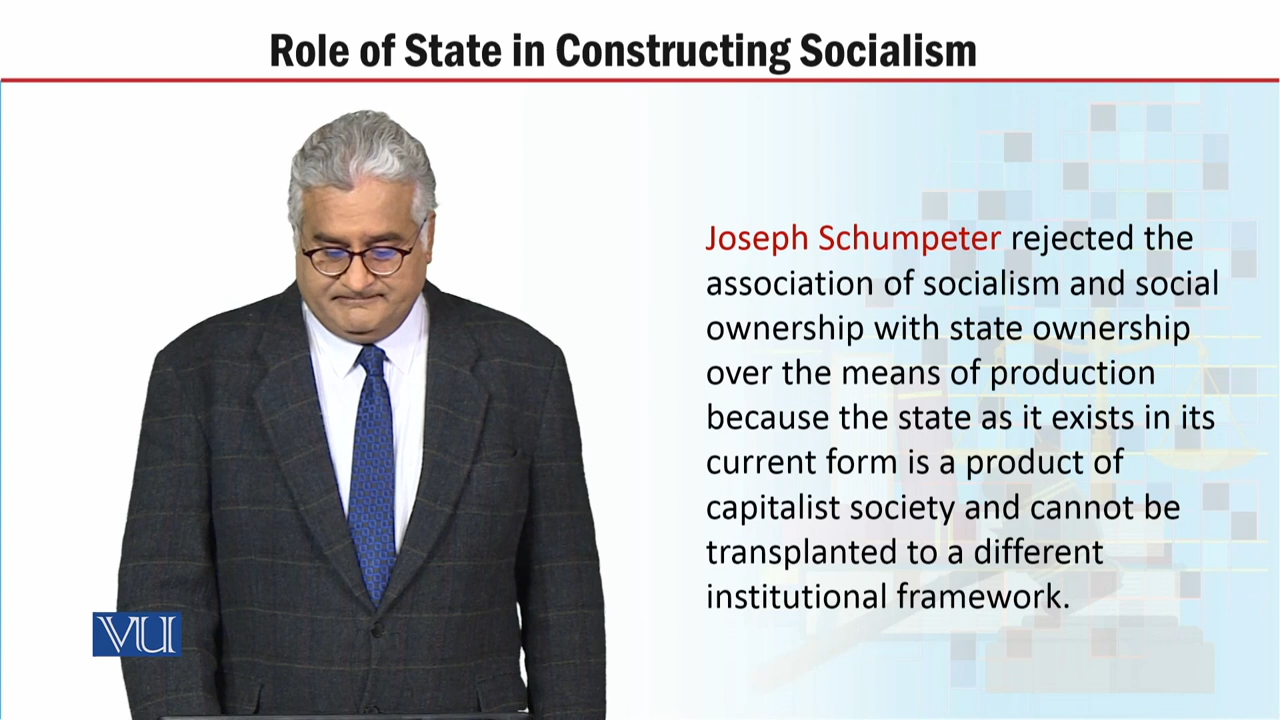 Role of State in Constructing Socialism
Joseph Schumpeter rejected the
association of socialism and social
ownership with state ownership
over the means of production
because the state as it exists in its
current form is a product of
capitalist society and cannot be
transplanted to a different
institutional framework.
VU